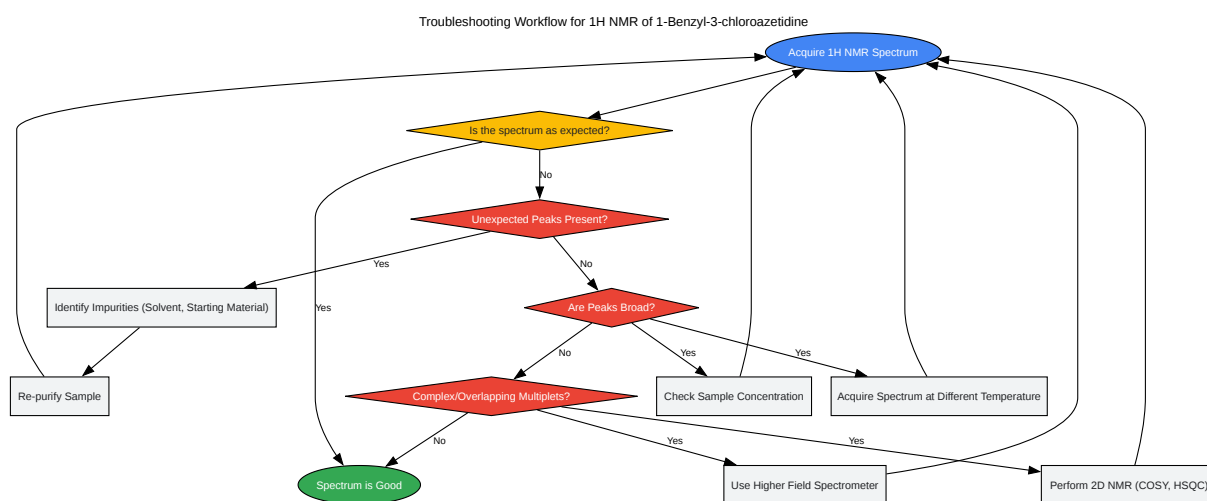 Troubleshooting Workflow for 1H NMR of 1-Benzyl-3-chloroazetidine
Acquire 1H NMR Spectrum
Is the spectrum as expected?
No
Unexpected Peaks Present?
Yes
No
Yes
Identify Impurities (Solvent, Starting Material)
Are Peaks Broad?
No
Yes
Yes
Re-purify Sample
Complex/Overlapping Multiplets?
Check Sample Concentration
Acquire Spectrum at Different Temperature
No
Yes
Yes
Spectrum is Good
Use Higher Field Spectrometer
Perform 2D NMR (COSY, HSQC)